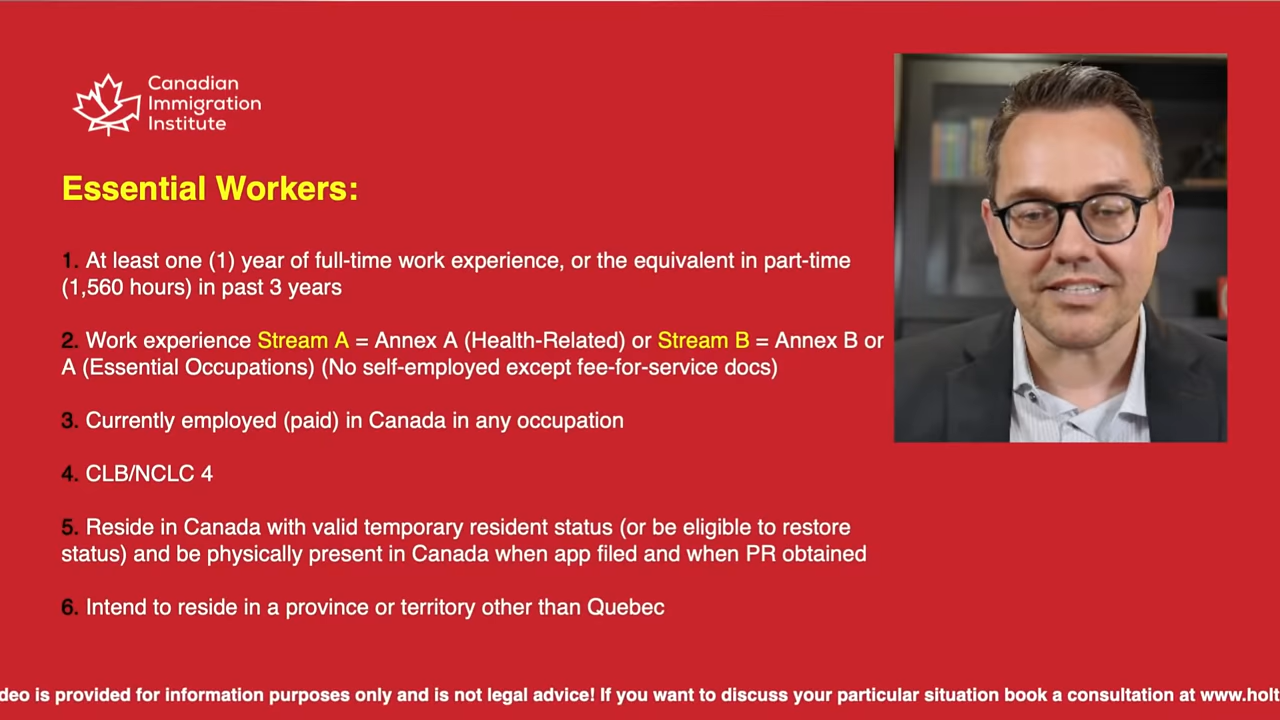 Canadian
Immigration
Institute
Essential Workers:
1. At least one (1) year of full-time work experience, or the equivalent in part-time
(1,560 hours) in past 3 years
2. Work experience Stream A = Annex A (Health-Related) or Stream B = Annex B or
A (Essential Occupations) (No self-employed except fee-for-service docs)
3. Currently employed (paid) in Canada in any occupation
4. CLB/NCLC 4
5. Reside in Canada with valid temporary resident status (or be eligible to restore
status) and be physically present in Canada when app filed and when PR obtained
6. Intend to reside in a province or territory other than Quebec
deo is provided for information purposes only and is not legal advice! If you want to discuss your particular situation book a consultation at www.holt